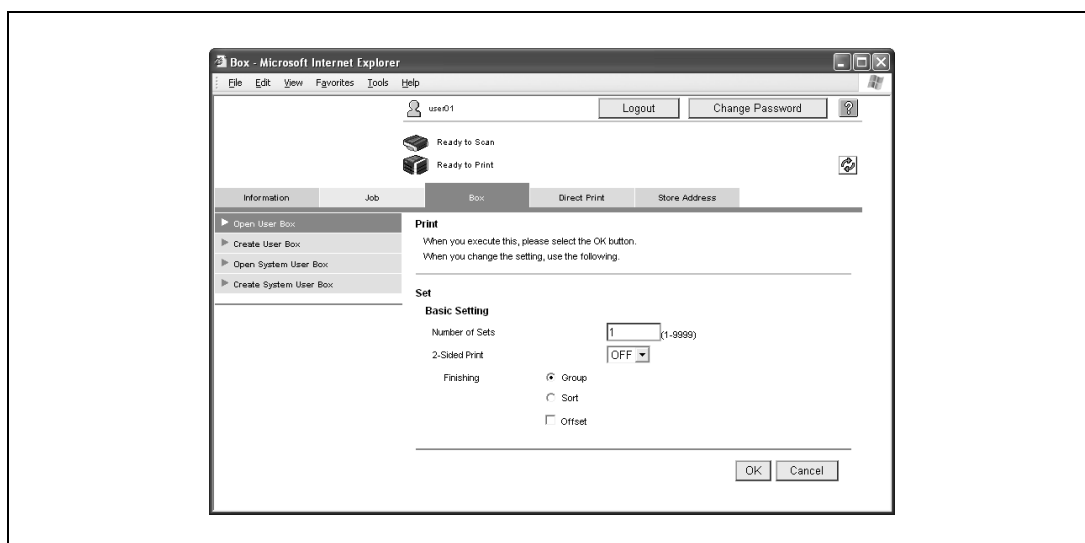 Box - Microsoft Internet Explorer
File Edit View Favorites Tools Help
user01 Logout Change Password ?
Ready to Scan
Ready to Print
Information Job Box Direct Print Store Address
Open User Box
Create User Box
Open System User Box
Create System User Box
Print
When you execute this, please select the OK button.
When you change the setting, use the following.
Set
Basic Setting
Number of Sets 1 (1-9999)
2-Sided Print OFF
Finishing Group
Sort
Offset
OK Cancel